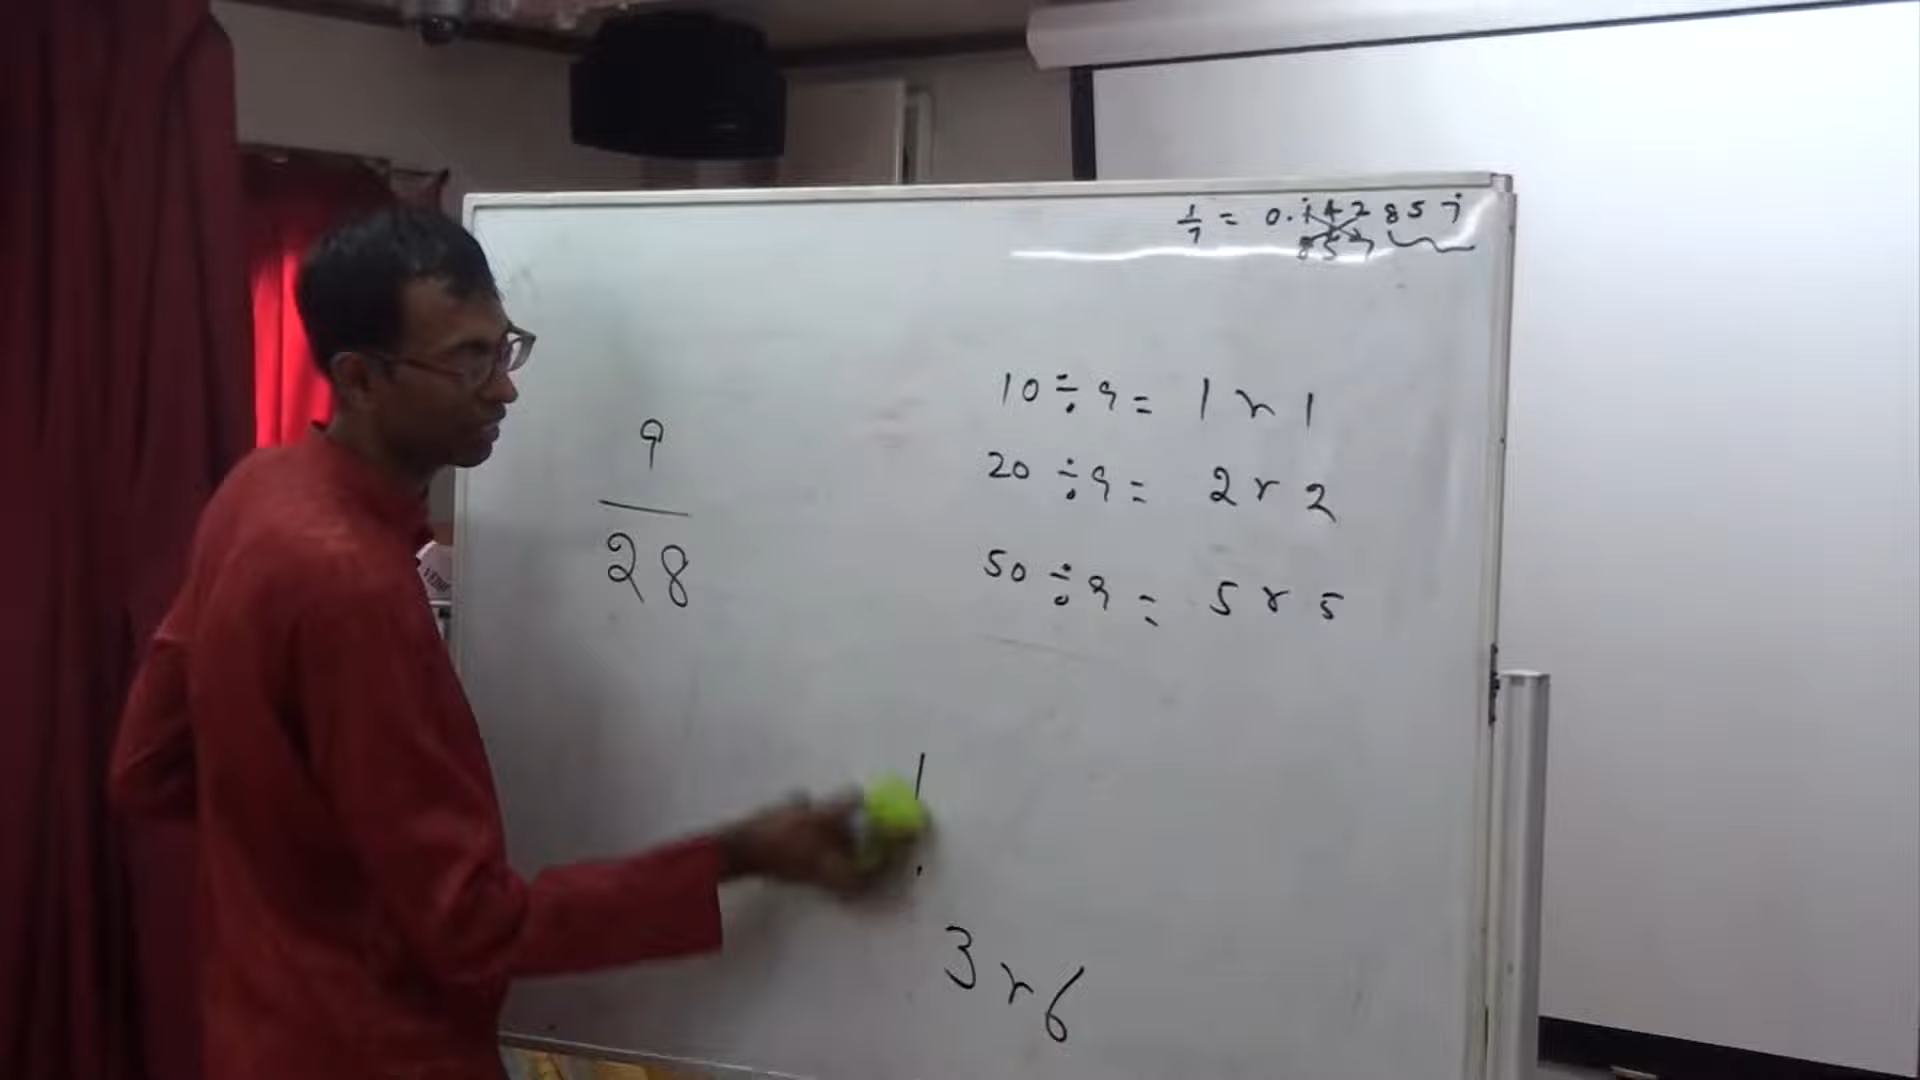 1/7 = 0.142857
857
9
28
10 ÷ 9 = 1 r 1
20 ÷ 9 = 2 r 2
50 ÷ 9 = 5 r 5
3 r 6